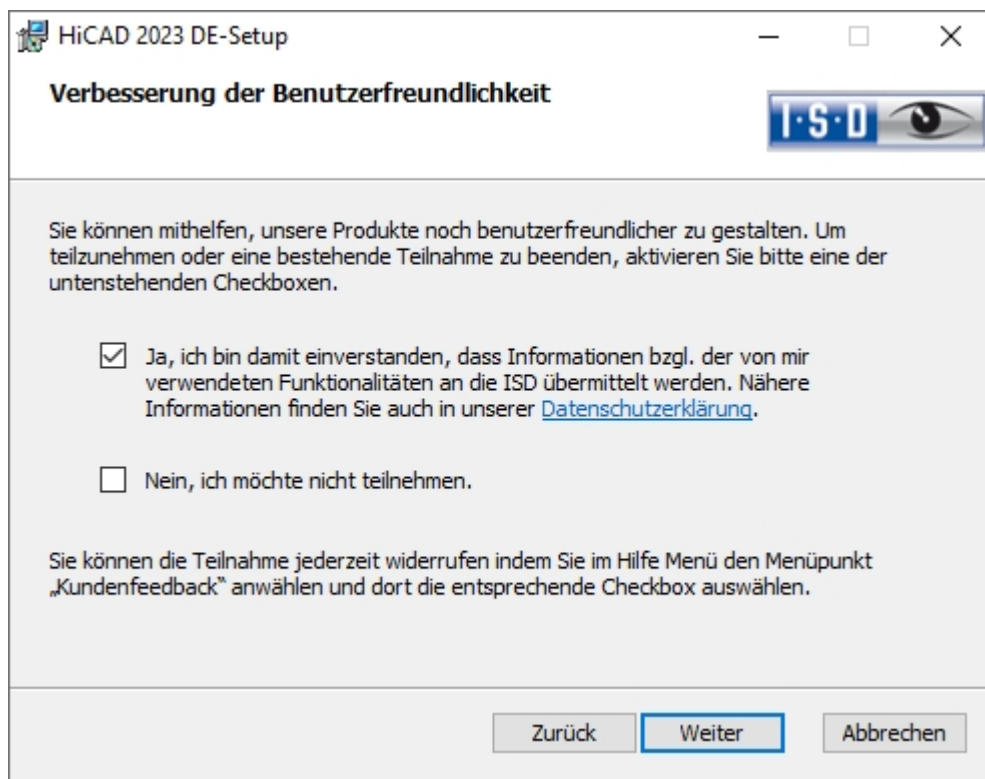 HiCAD 2023 DE-Setup
Verbesserung der Benutzerfreundlichkeit
I·S·D
Sie können mithelfen, unsere Produkte noch benutzerfreundlicher zu gestalten. Um
teilzunehmen oder eine bestehende Teilnahme zu beenden, aktivieren Sie bitte eine der
untenstehenden Checkboxen.
Ja, ich bin damit einverstanden, dass Informationen bzgl. der von mir
verwendeten Funktionalitäten an die ISD übermittelt werden. Nähere
Informationen finden Sie auch in unserer Datenschutzerklärung.
Nein, ich möchte nicht teilnehmen.
Sie können die Teilnahme jederzeit widerrufen indem Sie im Hilfe Menü den Menüpunkt
„Kundenfeedback“ anwählen und dort die entsprechende Checkbox auswählen.
Zurück Weiter Abbrechen